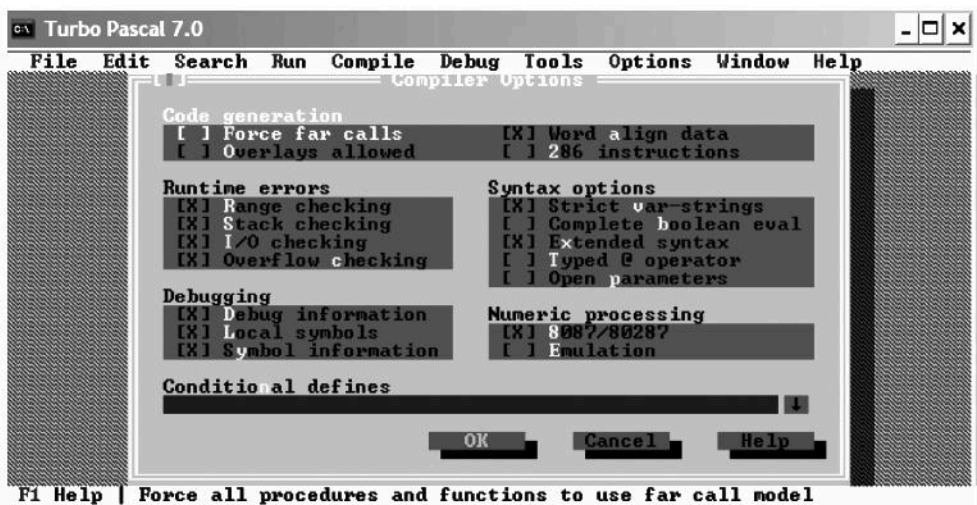 C:\ Turbo Pascal 7.0
File Edit Search Run Compile Debug Tools Options Window Help
Compiler Options
Code generation
[ ] Force far calls [X] Word align data
[ ] Overlays allowed [ ] 286 instructions
Runtime errors Syntax options
[X] Range checking [X] Strict var-strings
[X] Stack checking [ ] Complete boolean eval
[X] I/O checking [X] Extended syntax
[X] Overflow checking [ ] Typed @ operator
[ ] Open parameters
Debugging
[X] Debug information Numeric processing
[X] Local symbols [X] 8087/80287
[X] Symbol information [ ] Emulation
Conditional defines
OK Cancel Help
F1 Help | Force all procedures and functions to use far call model